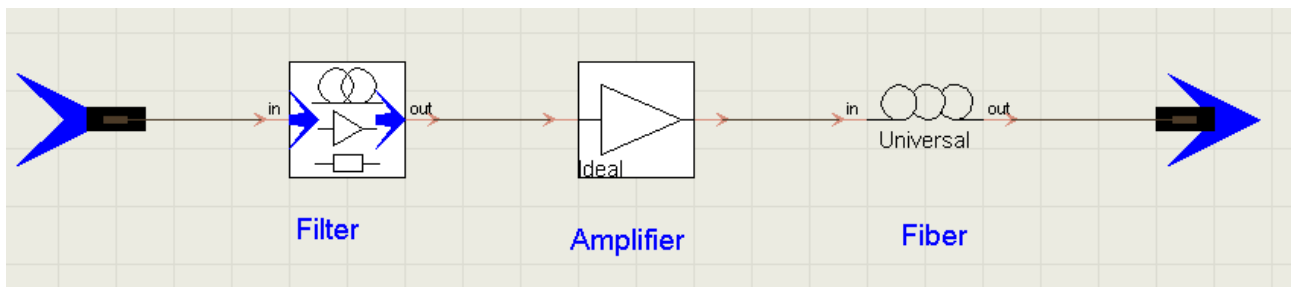 in
out
Ideal
in
out
Universal
Filter
Amplifier
Fiber